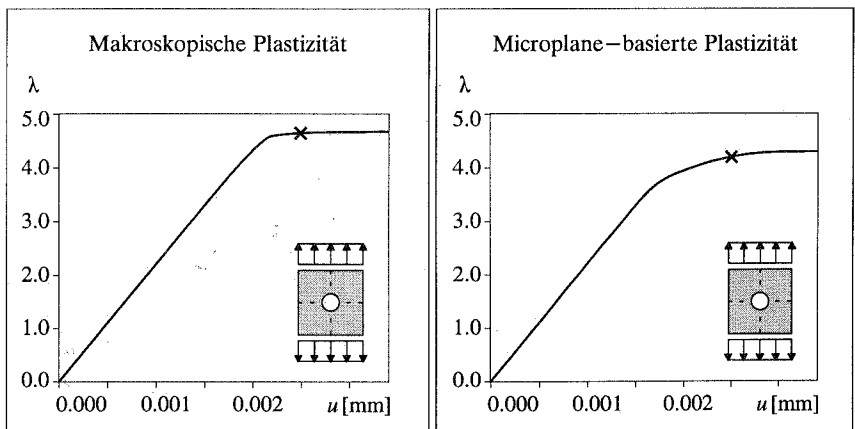 Makroskopische Plastizität
λ
5.0
4.0
3.0
2.0
1.0
0.0
0.000 0.001 0.002 u [mm]
Microplane-basierte Plastizität
λ
5.0
4.0
3.0
2.0
1.0
0.0
0.000 0.001 0.002 u [mm]